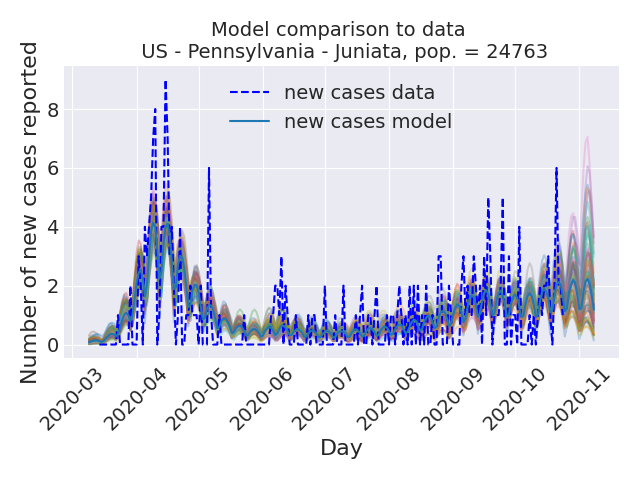 Model comparison to data
US - Pennsylvania - Juniata, pop. = 24763
Number of new cases reported
8
6
4
2
0
new cases data
new cases model
2020-03
2020-04
2020-05
2020-06
2020-07
2020-08
2020-09
2020-10
2020-11
Day